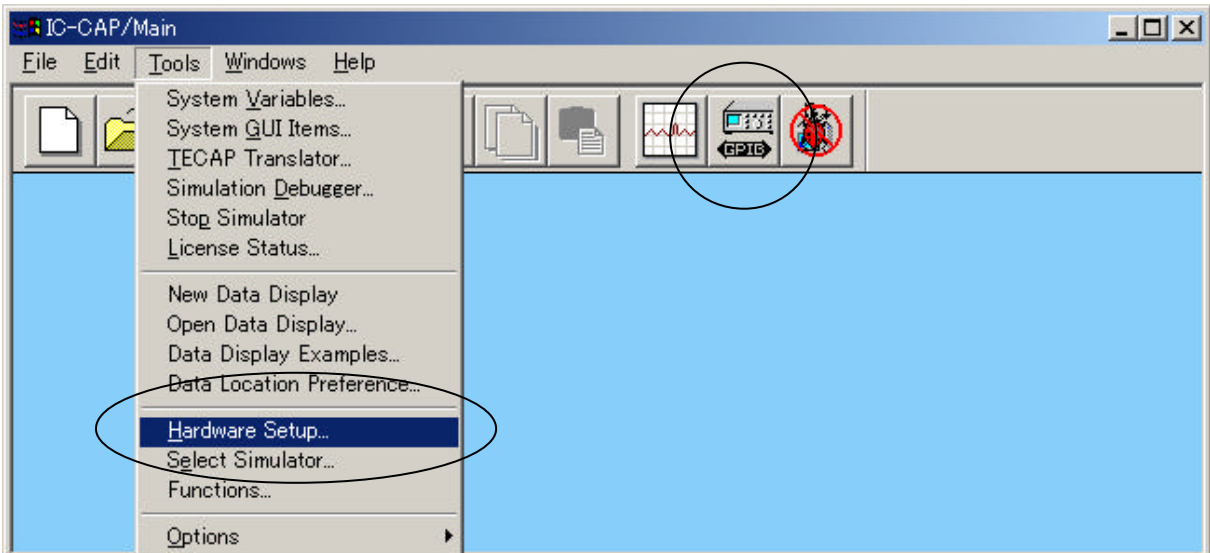 IC-CAP/Main
File Edit Tools Windows Help
System Variables...
System GUI Items...
TECAP Translator...
Simulation Debugger...
Stop Simulator
License Status...
GPIB
New Data Display
Open Data Display...
Data Display Examples...
Data Location Preference...
Hardware Setup...
Select Simulator...
Functions...
Options